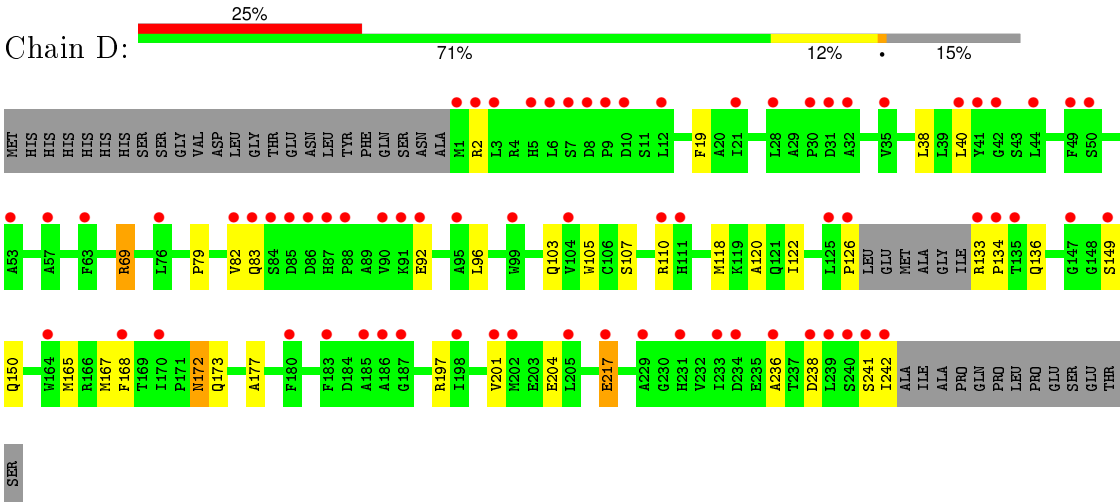 25%
Chain D:
71% 12% • 15%
MET HIS HIS HIS HIS HIS HIS SER SER GLY VAL ASP LEU GLY THR GLU ASN LEU TYR PHE GLN SER ASN ALA M1 R2 L3 R4 H5 L6 S7 D8 P9 D10 S11 L12 F19 A20 I21 L28 A29 P30 D31 A32 V35 L38 L39 L40 Y41 G42 S43 L44 F49 S50
A53 A57 F63 R69 L76 P79 V82 Q83 S84 D85 D86 H87 P88 A89 V90 K91 E92 A95 L96 W99 Q103 V104 W105 C106 S107 R110 H111 M118 K119 A120 Q121 I122 L125 P126 LEU GLU MET ALA GLY ILE R133 P134 T135 Q136 G147 G148 S149
Q150 W164 M165 R166 M167 F168 T169 I170 P171 N172 Q173 A177 F180 F183 D184 A185 A186 G187 R197 I198 V201 M202 E203 E204 L205 E217 A229 G230 H231 V232 I233 D234 E235 A236 T237 D238 L239 S240 S241 I242 ALA ILE ALA PRO GLN PRO LEU PRO GLU SER GLU THR
SER